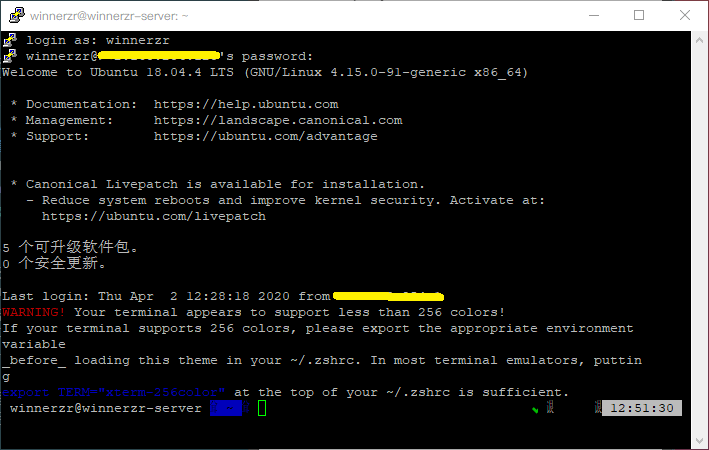 winnerzr@winnerzr-server: ~
login as: winnerzr
winnerzr@ 's password:
Welcome to Ubuntu 18.04.4 LTS (GNU/Linux 4.15.0-91-generic x86_64)
* Documentation: https://help.ubuntu.com
* Management: https://landscape.canonical.com
* Support: https://ubuntu.com/advantage
* Canonical Livepatch is available for installation.
- Reduce system reboots and improve kernel security. Activate at:
https://ubuntu.com/livepatch
5 个可升级软件包。
0 个安全更新。
Last login: Thu Apr  2 12:28:18 2020 from
WARNING! Your terminal appears to support less than 256 colors!
If your terminal supports 256 colors, please export the appropriate environment
variable
_before_ loading this theme in your ~/.zshrc. In most terminal emulators, puttin
g
export TERM="xterm-256color" at the top of your ~/.zshrc is sufficient.
winnerzr@winnerzr-server 12:51:30